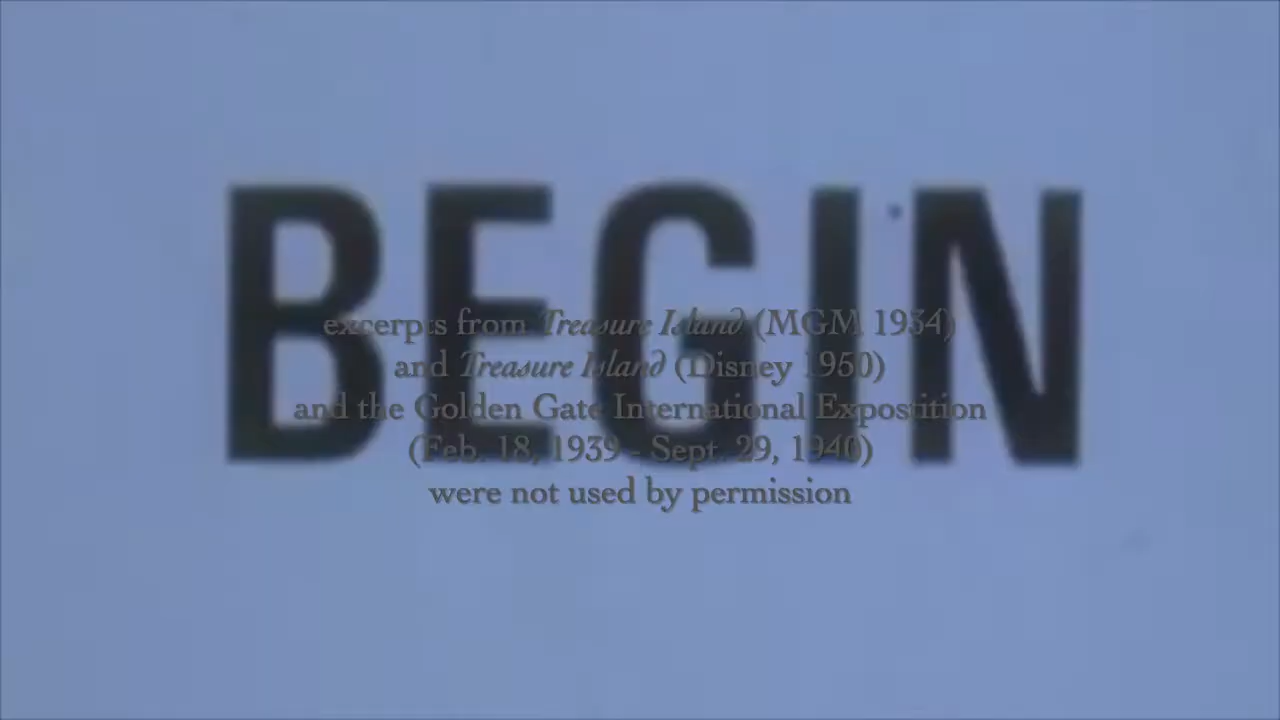 BEGIN
excerpts from Treasure Island (MGM 1934)
and Treasure Island (Disney 1950)
and the Golden Gate International Exposition
(Feb. 18, 1939 - Sept. 29, 1940)
were not used by permission